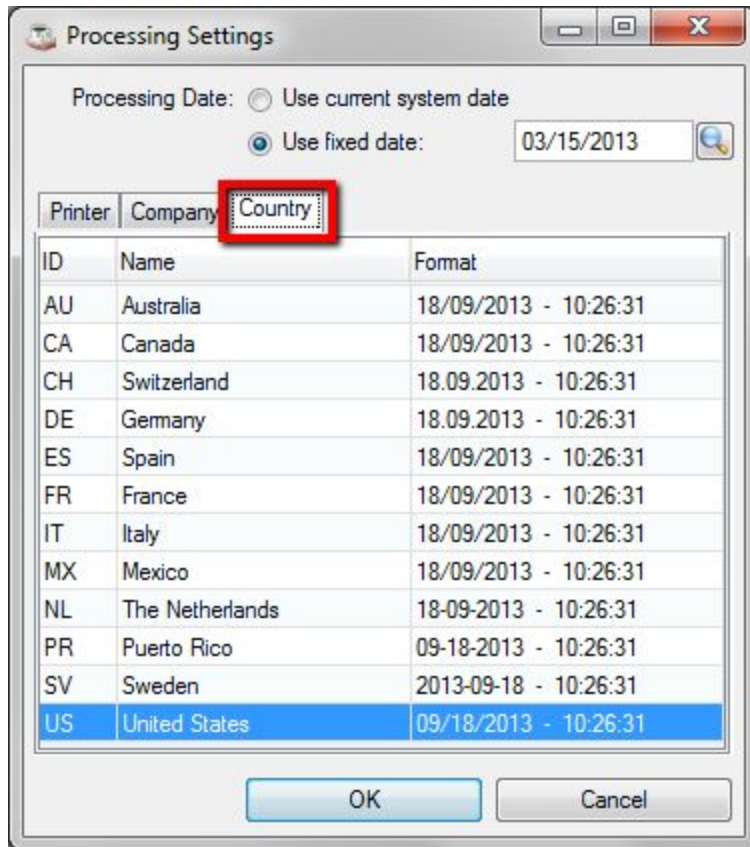 Processing Settings
Processing Date: Use current system date
Use fixed date: 03/15/2013
Printer Company Country
ID Name Format
AU Australia 18/09/2013 - 10:26:31
CA Canada 18/09/2013 - 10:26:31
CH Switzerland 18.09.2013 - 10:26:31
DE Germany 18.09.2013 - 10:26:31
ES Spain 18/09/2013 - 10:26:31
FR France 18/09/2013 - 10:26:31
IT Italy 18/09/2013 - 10:26:31
MX Mexico 18/09/2013 - 10:26:31
NL The Netherlands 18-09-2013 - 10:26:31
PR Puerto Rico 09-18-2013 - 10:26:31
SV Sweden 2013-09-18 - 10:26:31
US United States 09/18/2013 - 10:26:31
OK Cancel